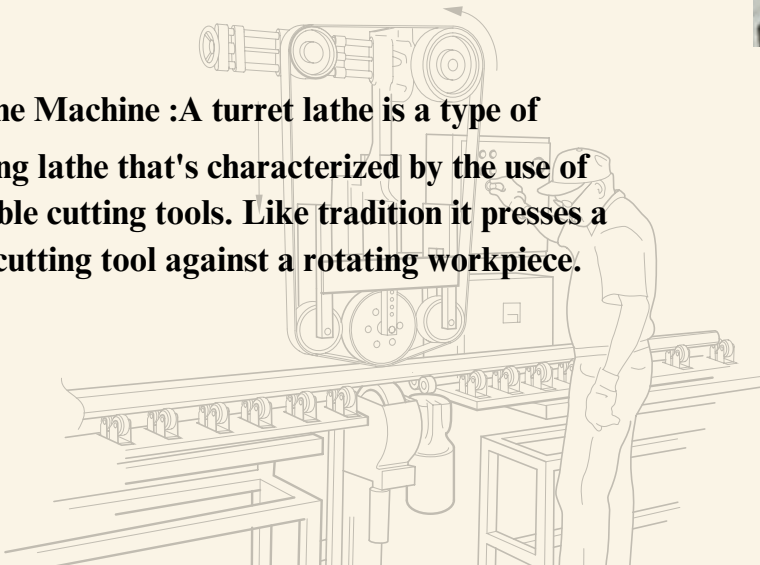 he Machine :A turret lathe is a type of
ng lathe that's characterized by the use of
ble cutting tools. Like tradition it presses a
cutting tool against a rotating workpiece.